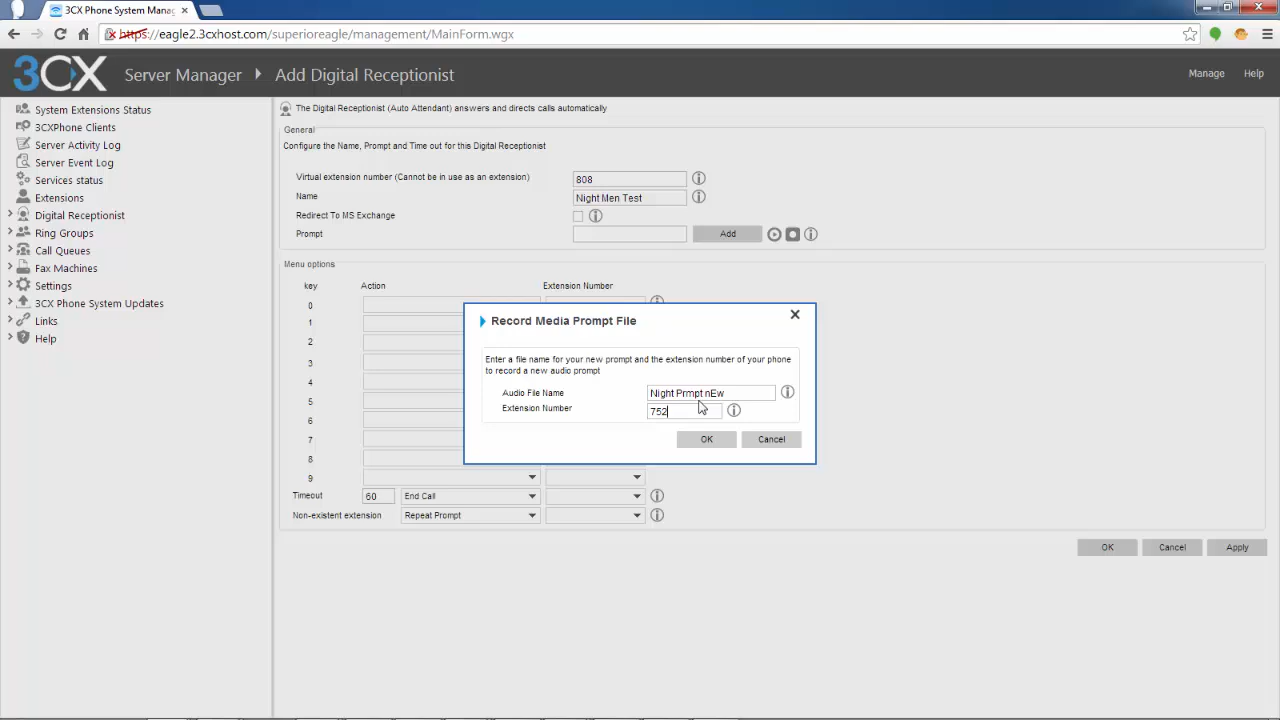 3CX Phone System Manag
https://eagle2.3cxhost.com/superioreagle/management/MainForm.wgx
3CX Server Manager Add Digital Receptionist Manage Help
System Extensions Status
3CXPhone Clients
Server Activity Log
Server Event Log
Services status
Extensions
Digital Receptionist
Ring Groups
Call Queues
Fax Machines
Settings
3CX Phone System Updates
Links
Help
The Digital Receptionist (Auto Attendant) answers and directs calls automatically
General
Configure the Name, Prompt and Time out for this Digital Receptionist
Virtual extension number (Cannot be in use as an extension) 808
Name Night Men Test
Redirect To MS Exchange
Prompt Add
Menu options
key Action Extension Number
0
1
2
3
4
5
6
7
8
9
Timeout 60 End Call
Non-existent extension Repeat Prompt
OK Cancel Apply
Record Media Prompt File
Enter a file name for your new prompt and the extension number of your phone
to record a new audio prompt
Audio File Name Night Prmpt nEw
Extension Number 752
OK Cancel